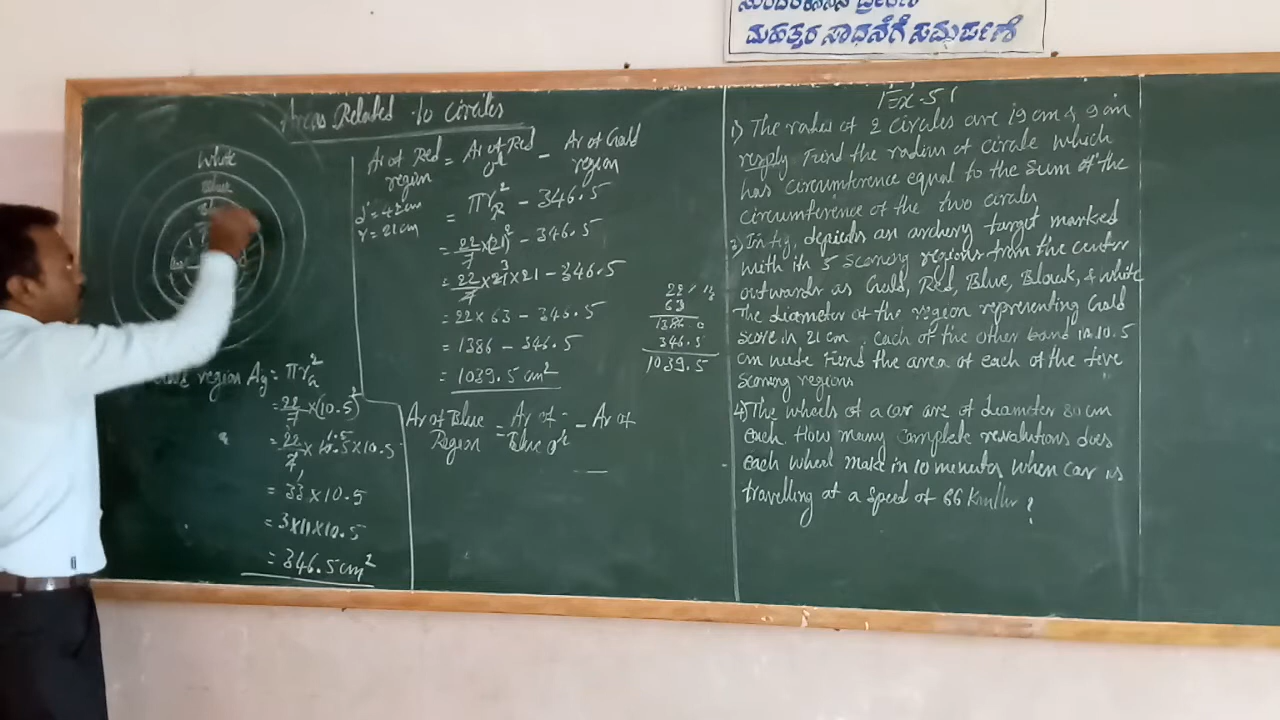 ಮಹತ್ತರ ಸಾಧನೆಗೆ ಸಮರ್ಪಣೆ
Areas Related to circles
White
Ar of Red region = Ar of Red - Ar of Gold region
d = 42 cm
r = 21 cm
= πr² - 346.5
= 22/7 × (21)² - 346.5
= 22/7 × 21 × 21 - 346.5
= 22 × 63 - 346.5
= 1386 - 346.5
= 1039.5 cm²
22 ×
63
1386.0
346.5
1039.5
region Ag = πr²
= 22/7 × (10.5)²
= 22/7 × 10.5 × 10.5
= 33 × 10.5
= 3×11×10.5
= 346.5 cm²
Ar of Blue Region = Ar of Blue - Ar of
Ex - 5.1
1) The radius of 2 circles are 19 cm & 9 cm
resply Find the radius of circle which
has circumference equal to the sum of the
circumference of the two circles
In fig. depicts an archery target marked
with its 5 scoring regions from the center
outwards as Gold, Red, Blue, Black, & white
The diameter of the region representing Gold
score in 21 cm. each of the other band is 10.5
cm wide Find the area of each of the five
scoring regions
4) The wheels of a car are of diameter 80 cm
each. How many complete revolutions does
each wheel make in 10 minutes when car is
travelling at a speed of 66 Km/hr ?